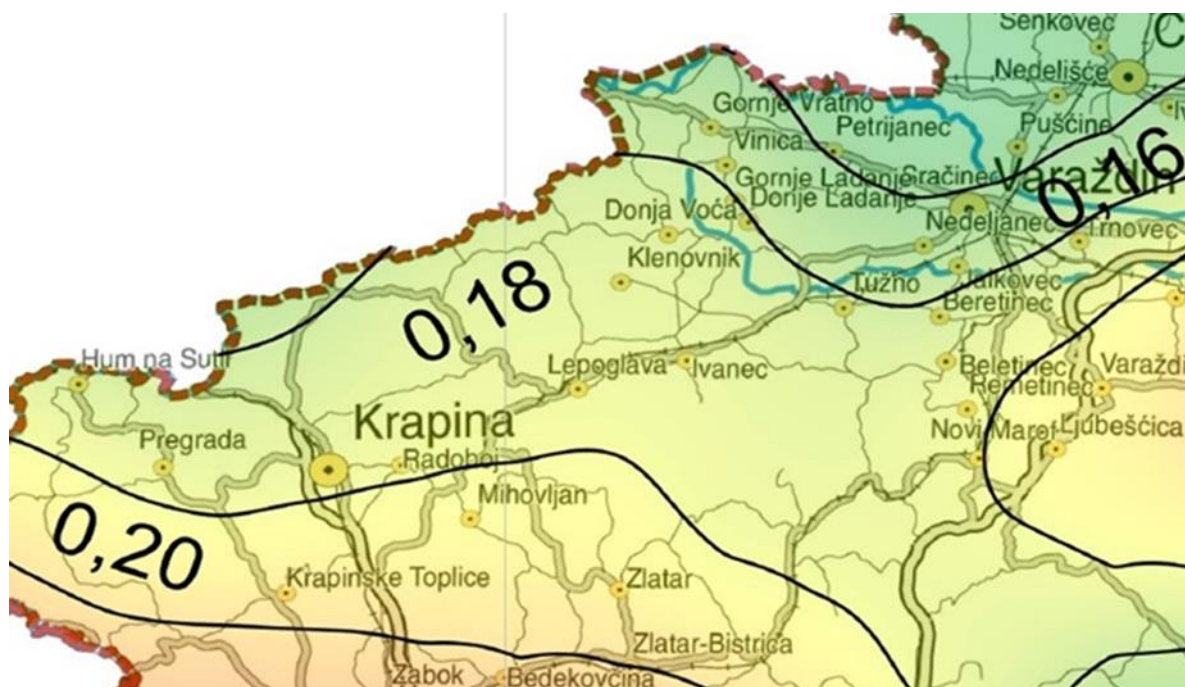 Šenkovec
Nedelišće
Gornje Vratno
Petrijanec
Pušćine
Vinica
0,16
Gornje Ladanje
Sračinec
Varaždin
Donje Ladanje
Donja Voća
Nedeljanec
Trnovec
Klenovnik
Tužno
Jalkovec
Beretinec
0,18
Hum na Sutli
Lepoglava
Ivanec
Beletinec
Varaždi
Remetinec
Krapina
Novi Marof
Ljubešćica
Pregrada
Radoboj
Mihovljan
0,20
Krapinske Toplice
Zlatar
Zlatar-Bistrica
Zabok
Bedekovčina